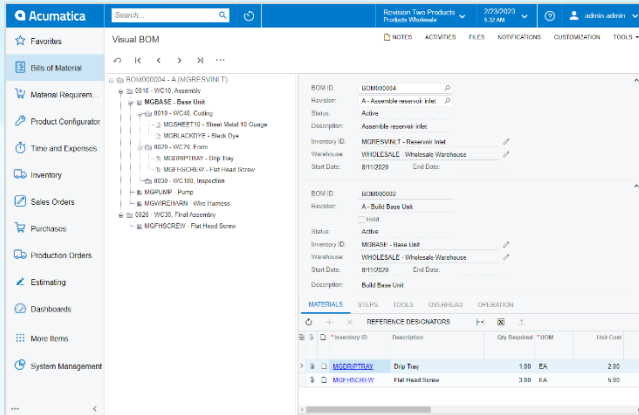 Acumatica
Search...
Revision Two Products
Products Wholesale
2/23/2023
5:32 AM
admin admin
Favorites
Bills of Material
Material Requirem...
Product Configurator
Time and Expenses
Inventory
Sales Orders
Purchases
Production Orders
Estimating
Dashboards
More Items
System Management
Visual BOM
NOTES ACTIVITIES FILES NOTIFICATIONS CUSTOMIZATION TOOLS
BOM000004 - A (MGRESVINLT)
0010 - WC10, Assembly
MGBASE - Base Unit
0010 - WC40, Cutting
MGSHEET10 - Sheet Metal 10 Guage
MGBLACKDYE - Black Dye
0020 - WC70, Form
MGDRIPTRAY - Drip Tray
MGFHSCREW - Flat Head Screw
0030 - WC100, Inspection
MGPUMP - Pump
MGWIREHARN - Wire Harness
0020 - WC30, Final Assembly
MGFHSCREW - Flat Head Screw
BOM ID: BOM000004
Revision: A - Assemble reservoir inlet
Status: Active
Description: Assemble reservoir inlet
Inventory ID: MGRESVINLT - Reservoir Inlet
Warehouse: WHOLESALE - Wholesale Warehouse
Start Date: 8/11/2020 End Date:
BOM ID: BOM000003
Revision: A - Build Base Unit
Hold
Status: Active
Inventory ID: MGBASE - Base Unit
Warehouse: WHOLESALE - Wholesale Warehouse
Start Date: 8/11/2020 End Date:
Description: Build Base Unit
MATERIALS STEPS TOOLS OVERHEAD OPERATION
REFERENCE DESIGNATORS
*Inventory ID Description Qty Required *UOM Unit Cost
MGDRIPTRAY Drip Tray 1.00 EA 2.00
MGFHSCREW Flat Head Screw 3.00 EA 5.00